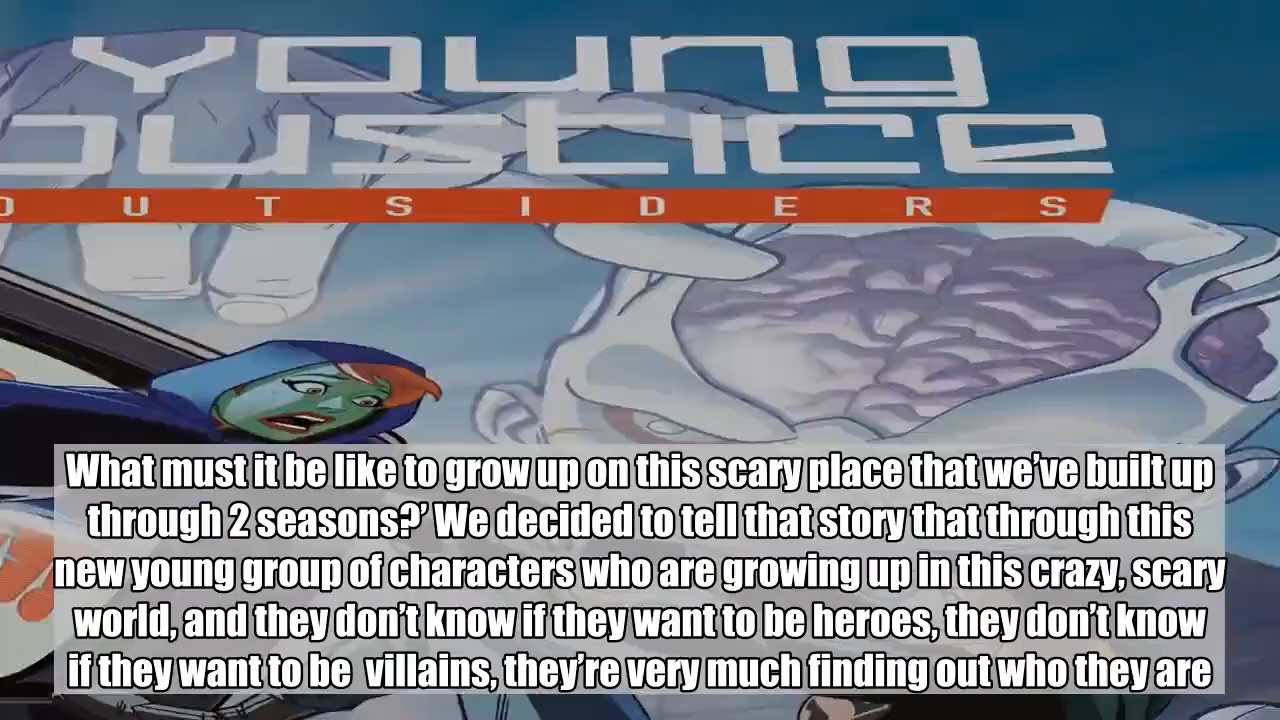 Young
Justice
OUTSIDERS
What must it be like to grow up on this scary place that we’ve built up
through 2 seasons?’ We decided to tell that story that through this
new young group of characters who are growing up in this crazy, scary
world, and they don’t know if they want to be heroes, they don’t know
if they want to be  villains, they’re very much finding out who they are